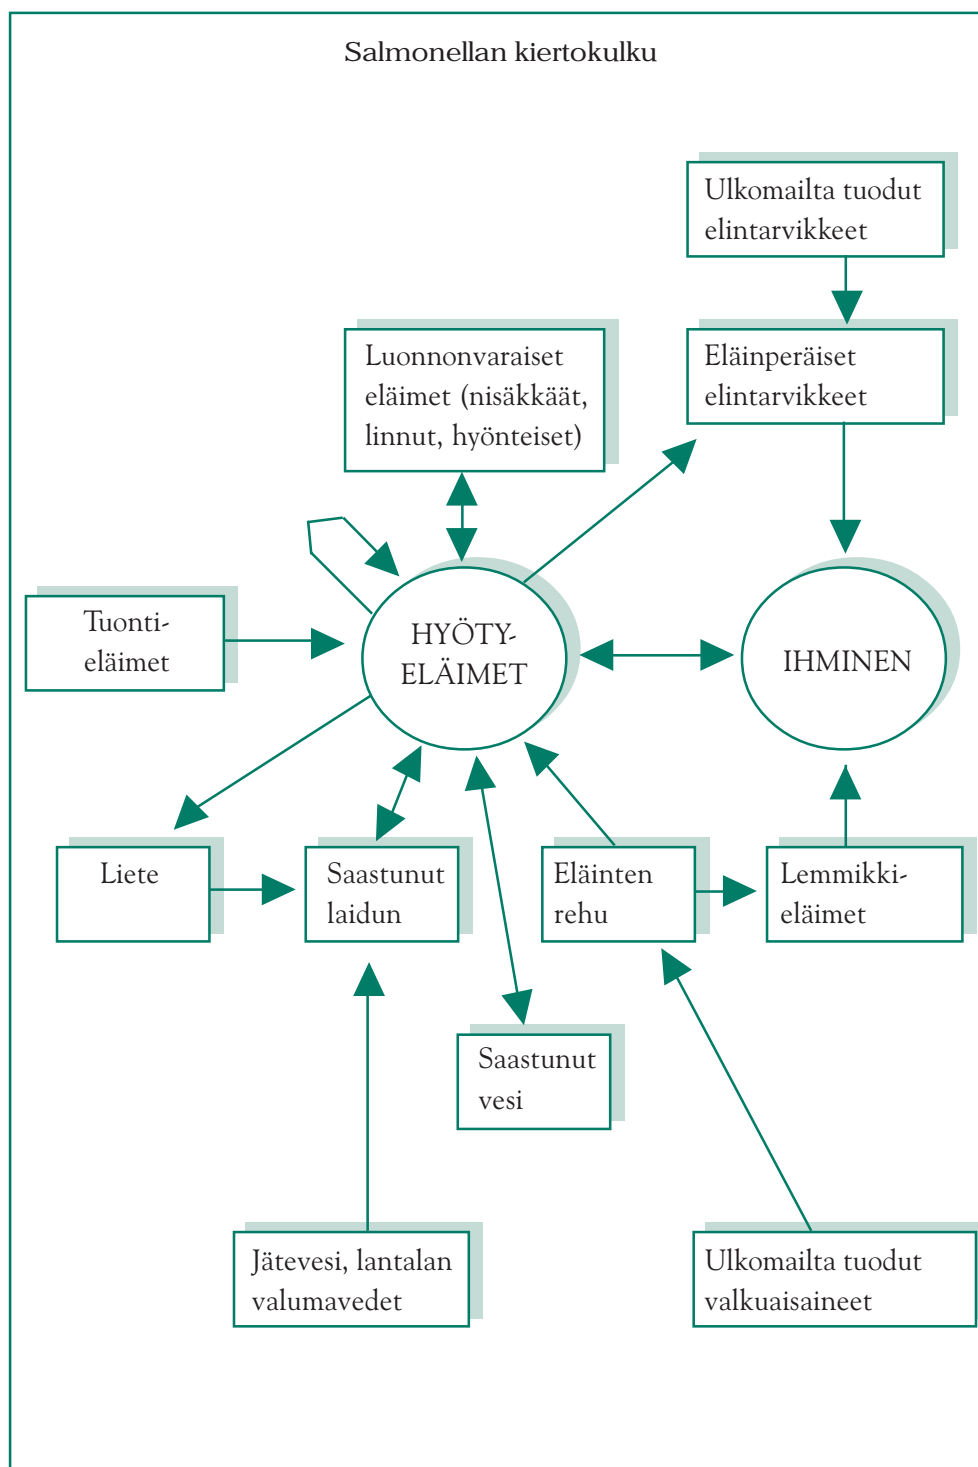 Salmonellan kiertokulku
Ulkomailta tuodut
elintarvikkeet
Luonnonvaraiset
eläimet (nisäkkäät,
linnut, hyönteiset)
Eläinperäiset
elintarvikkeet
Tuonti-
eläimet
HYÖTY-
ELÄIMET
IHMINEN
Liete
Saastunut
laidun
Eläinten
rehu
Lemmikki-
eläimet
Saastunut
vesi
Jätevesi, lantalan
valumavedet
Ulkomailta tuodut
valkuaisaineet